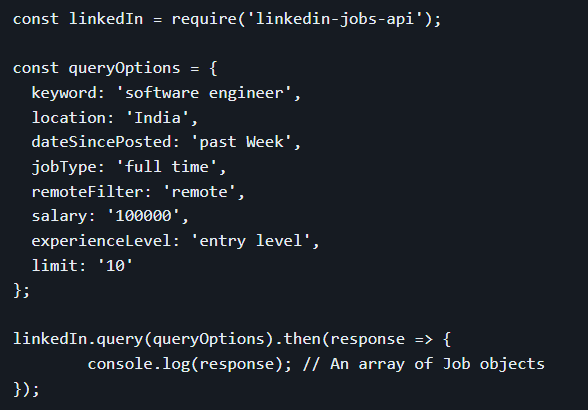 const linkedIn = require('linkedin-jobs-api');

const queryOptions = {
  keyword: 'software engineer',
  location: 'India',
  dateSincePosted: 'past Week',
  jobType: 'full time',
  remoteFilter: 'remote',
  salary: '100000',
  experienceLevel: 'entry level',
  limit: '10'
};

linkedIn.query(queryOptions).then(response => {
        console.log(response); // An array of Job objects
});